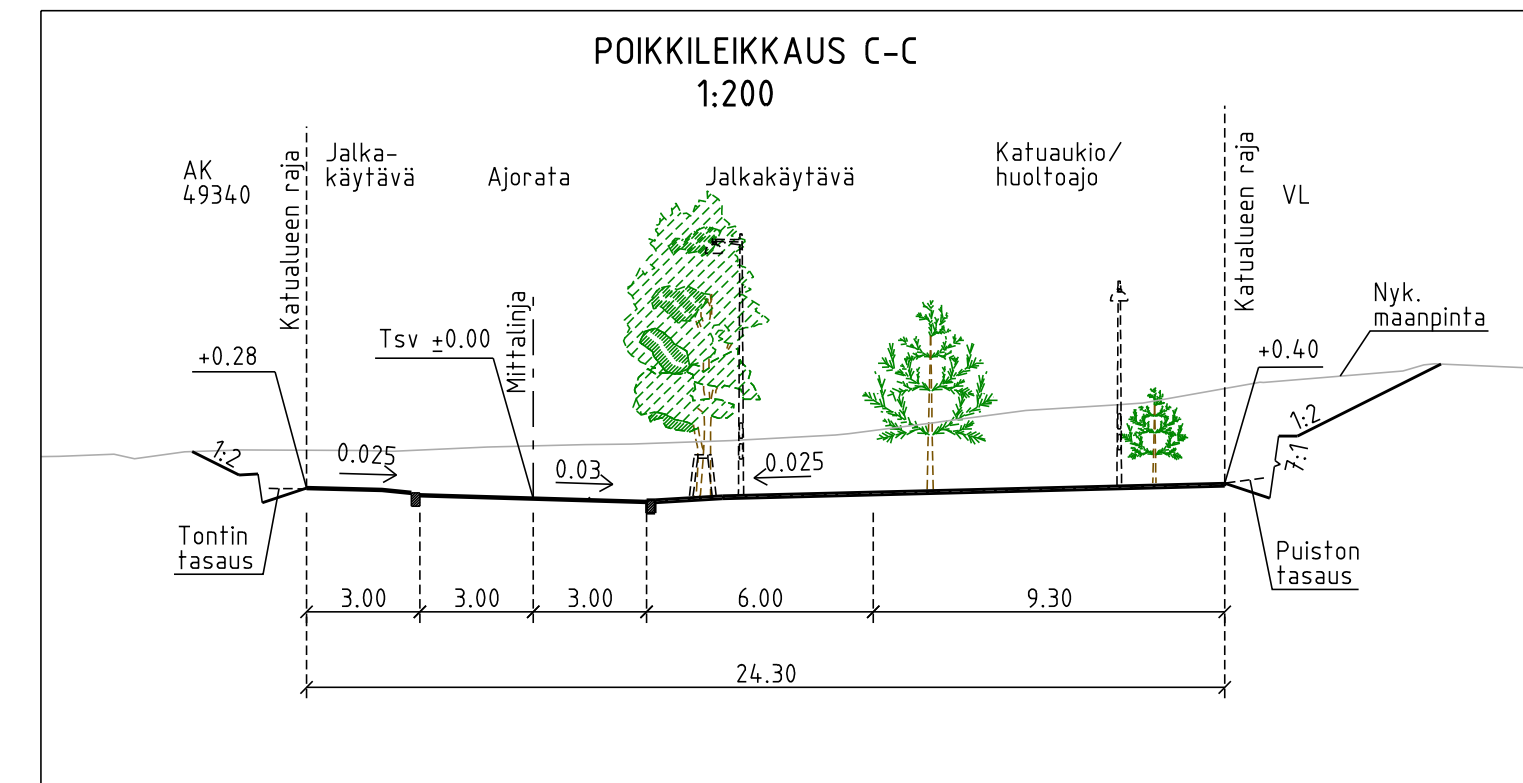 POIKKILEIKKAUS C-C
1:200
AK
49340
Katualueen raja
Jalka-
käytävä
Ajorata
Jalkakäytävä
Katuaukio/
huoltoajo
Katualueen raja
VL
Mittalinja
Tsv ±0.00
+0.28
+0.40
Nyk.
maanpinta
1:2
0.025
0.03
0.025
1:2
7:1
Tontin
tasaus
Puiston
tasaus
3.00
3.00
3.00
6.00
9.30
24.30